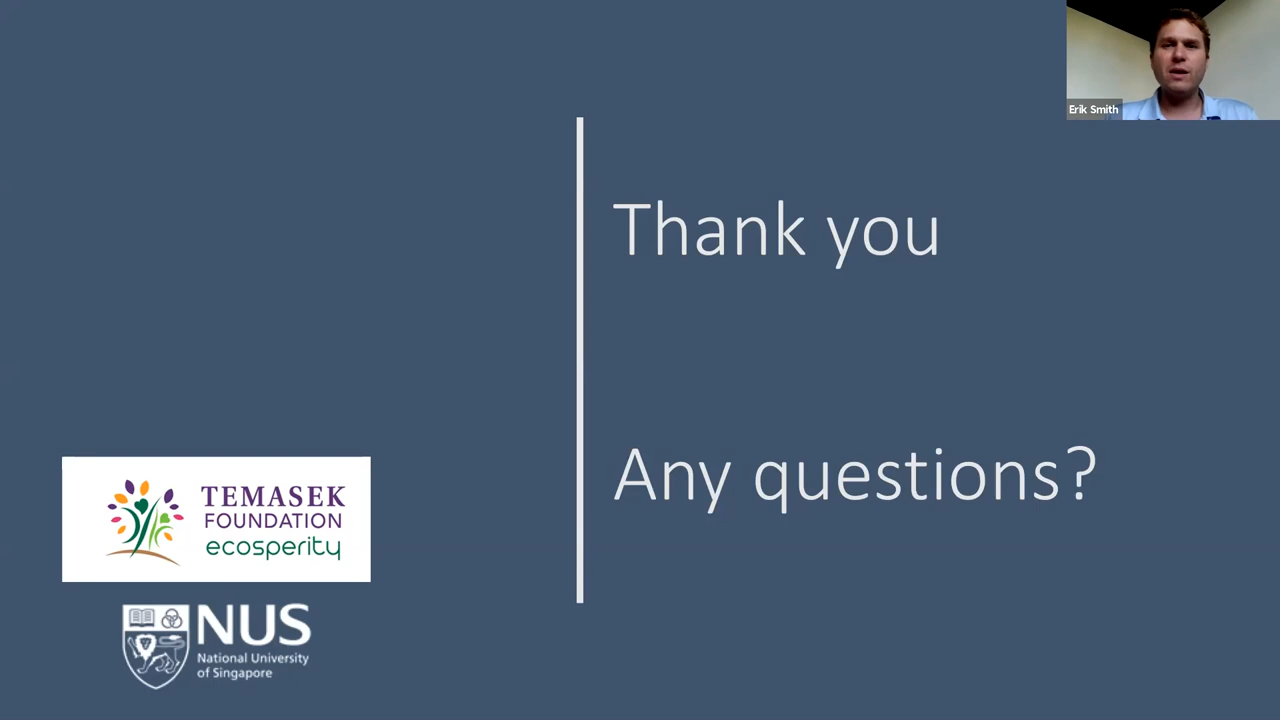 Erik Smith
Thank you
Any questions?
TEMASEK
FOUNDATION
ecosperity
NUS
National University
of Singapore